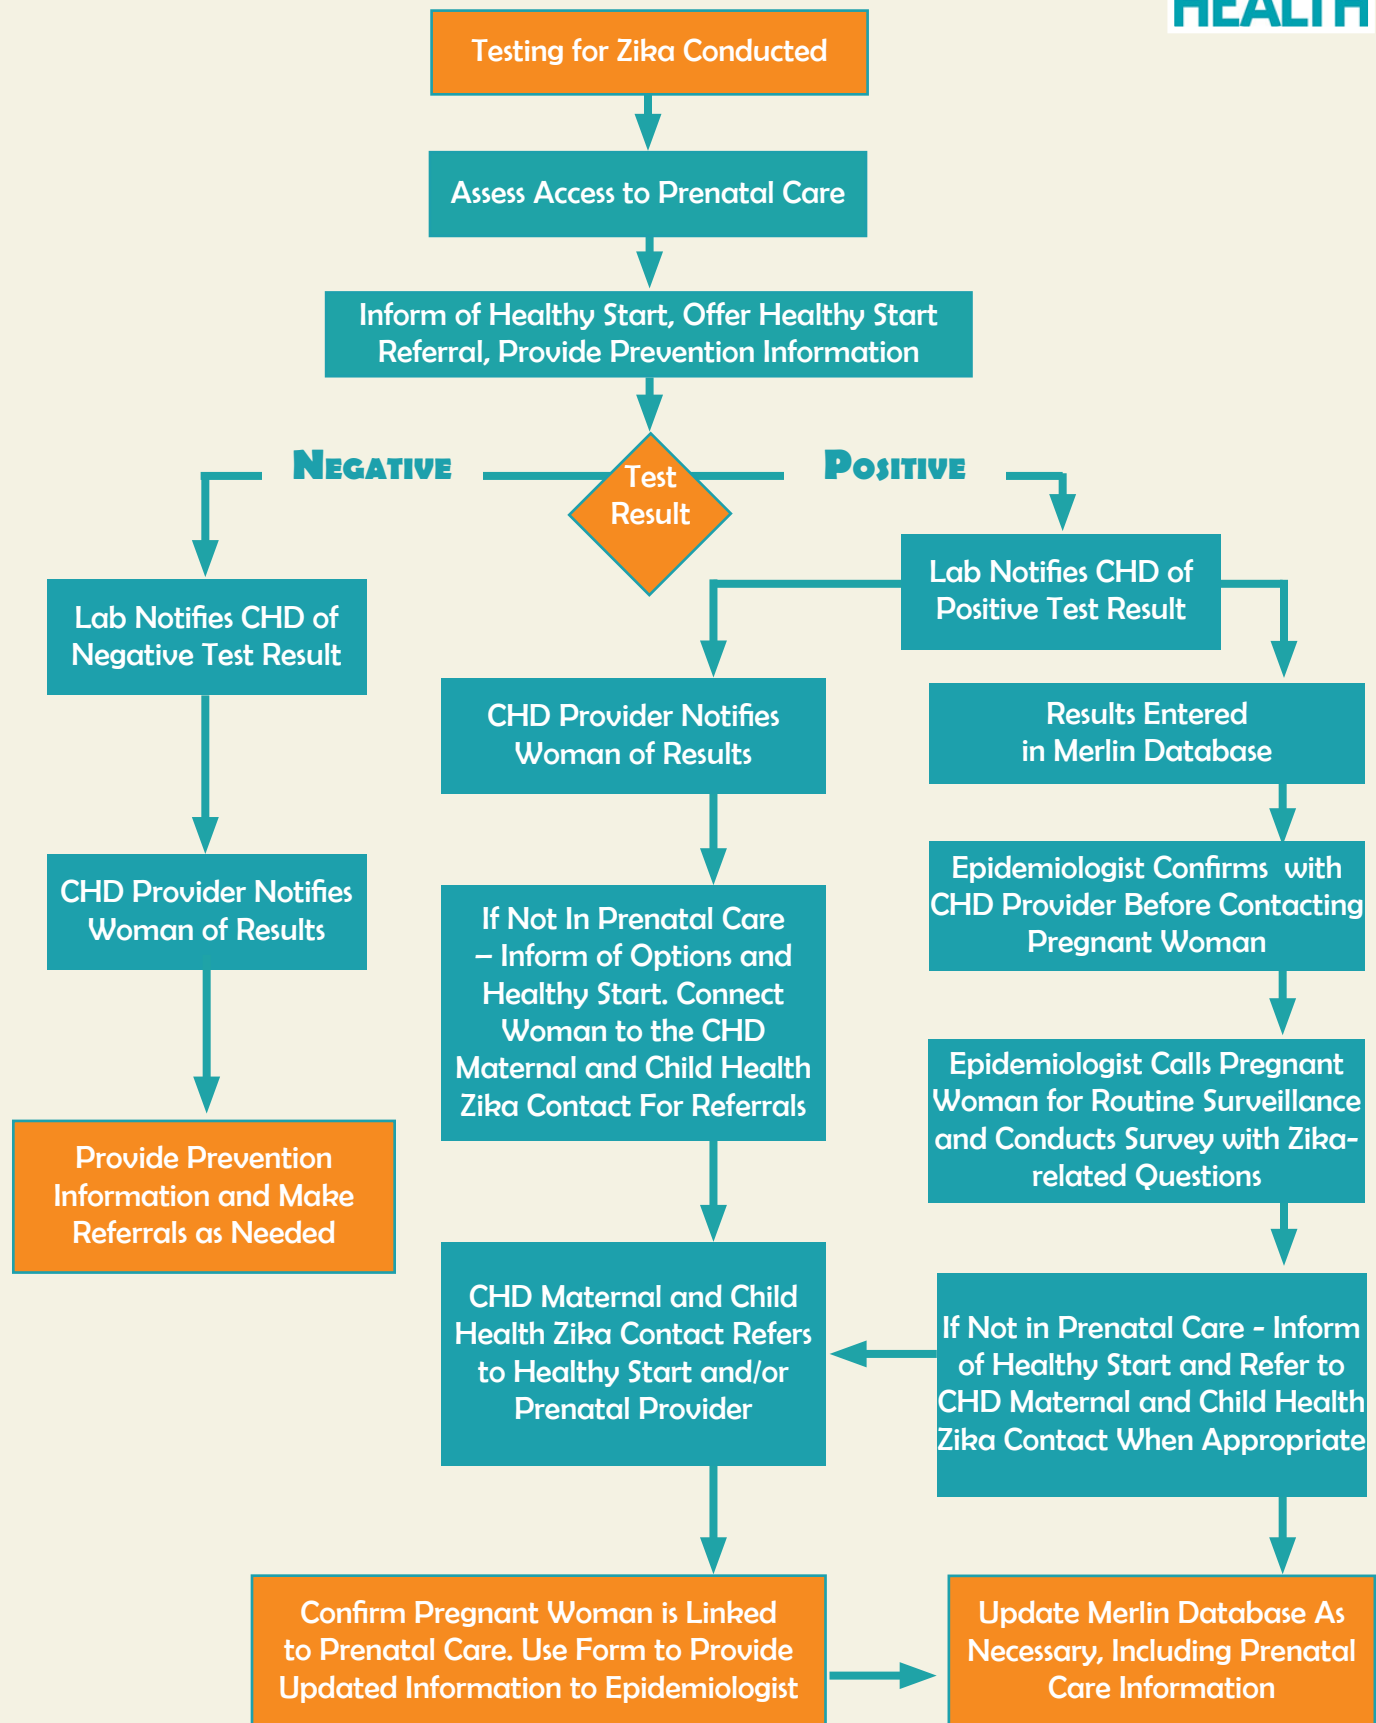 HEALTH
Testing for Zika Conducted
Assess Access to Prenatal Care
Inform of Healthy Start, Offer Healthy Start
Referral, Provide Prevention Information
Negative
Test
Result
Positive
Lab Notifies CHD of
Negative Test Result
CHD Provider Notifies
Woman of Results
Provide Prevention
Information and Make
Referrals as Needed
Lab Notifies CHD of
Positive Test Result
CHD Provider Notifies
Woman of Results
If Not In Prenatal Care
– Inform of Options and
Healthy Start. Connect
Woman to the CHD
Maternal and Child Health
Zika Contact For Referrals
CHD Maternal and Child
Health Zika Contact Refers
to Healthy Start and/or
Prenatal Provider
Confirm Pregnant Woman is Linked
to Prenatal Care. Use Form to Provide
Updated Information to Epidemiologist
Results Entered
in Merlin Database
Epidemiologist Confirms with
CHD Provider Before Contacting
Pregnant Woman
Epidemiologist Calls Pregnant
Woman for Routine Surveillance
and Conducts Survey with Zika-
related Questions
If Not in Prenatal Care - Inform
of Healthy Start and Refer to
CHD Maternal and Child Health
Zika Contact When Appropriate
Update Merlin Database As
Necessary, Including Prenatal
Care Information